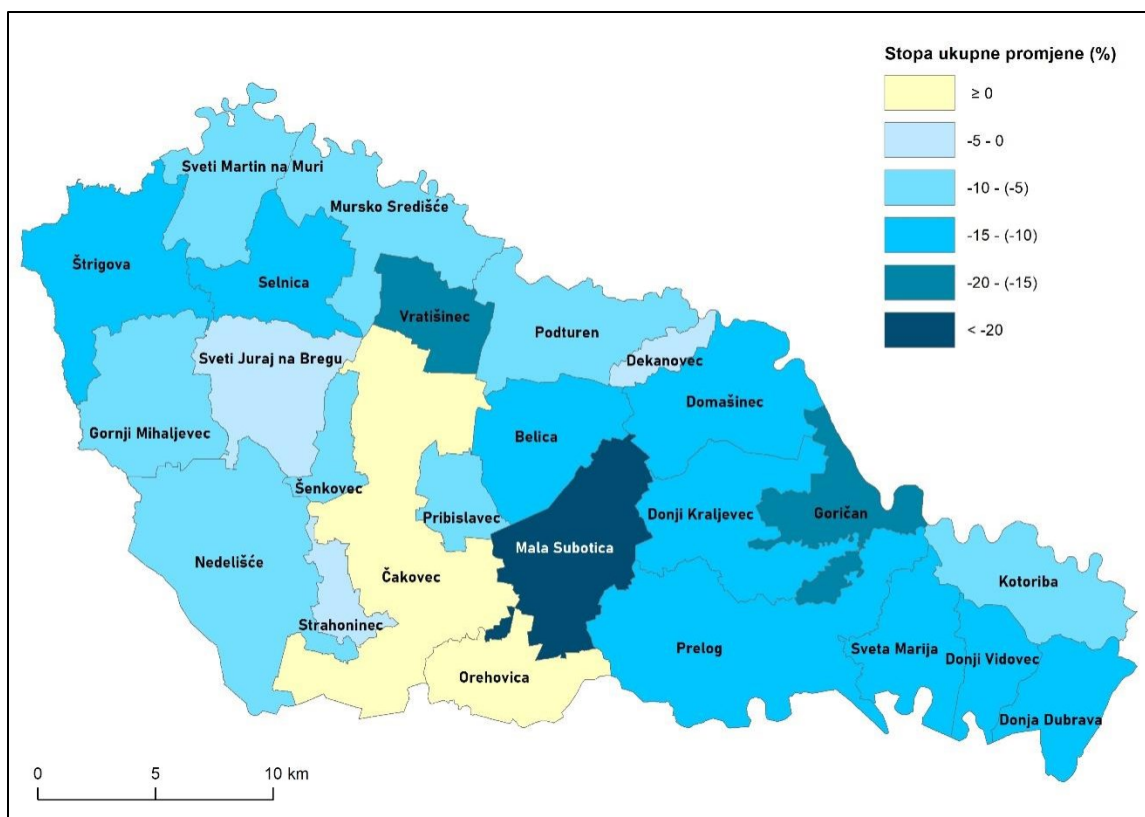 Stopa ukupne promjene (%)
≥ 0
-5 - 0
-10 - (-5)
-15 - (-10)
-20 - (-15)
< -20
Sveti Martin na Muri
Mursko Središće
Štrigova
Selnica
Vratišinec
Podturen
Sveti Juraj na Bregu
Dekanovec
Domašinec
Gornji Mihaljevec
Belica
Šenkovec
Pribislavec
Donji Kraljevec
Goričan
Mala Subotica
Nedelišće
Čakovec
Kotoriba
Strahoninec
Prelog
Sveta Marija
Donji Vidovec
Orehovica
Donja Dubrava
0 5 10 km